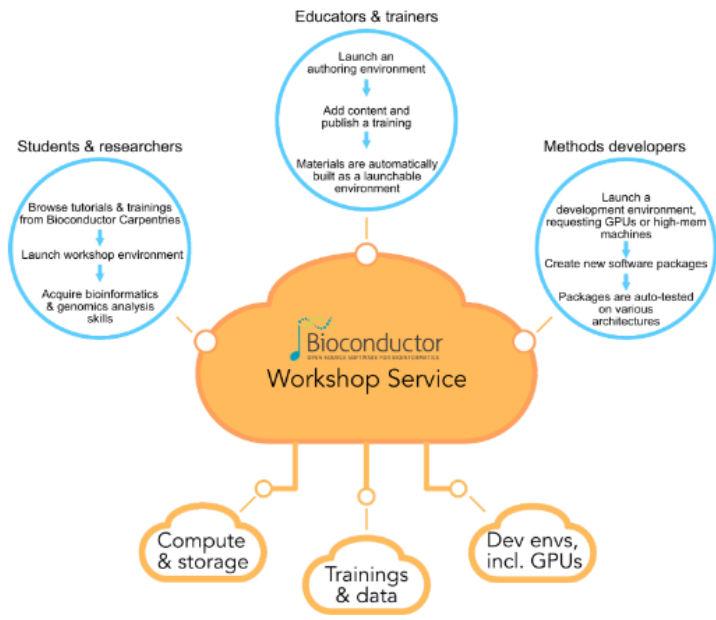 Educators & trainers
Launch an
authoring environment
Add content and
publish a training
Materials are automatically
built as a launchable
environment
Students & researchers
Browse tutorials & trainings
from Bioconductor Carpentries
Launch workshop environment
Acquire bioinformatics
& genomics analysis
skills
Methods developers
Launch a
development environment,
requesting GPUs or high-mem
machines
Create new software packages
Packages are auto-tested
on various
architectures
Bioconductor
OPEN SOURCE SOFTWARE FOR BIOINFORMATICS
Workshop Service
Compute
& storage
Trainings
& data
Dev envs,
incl. GPUs